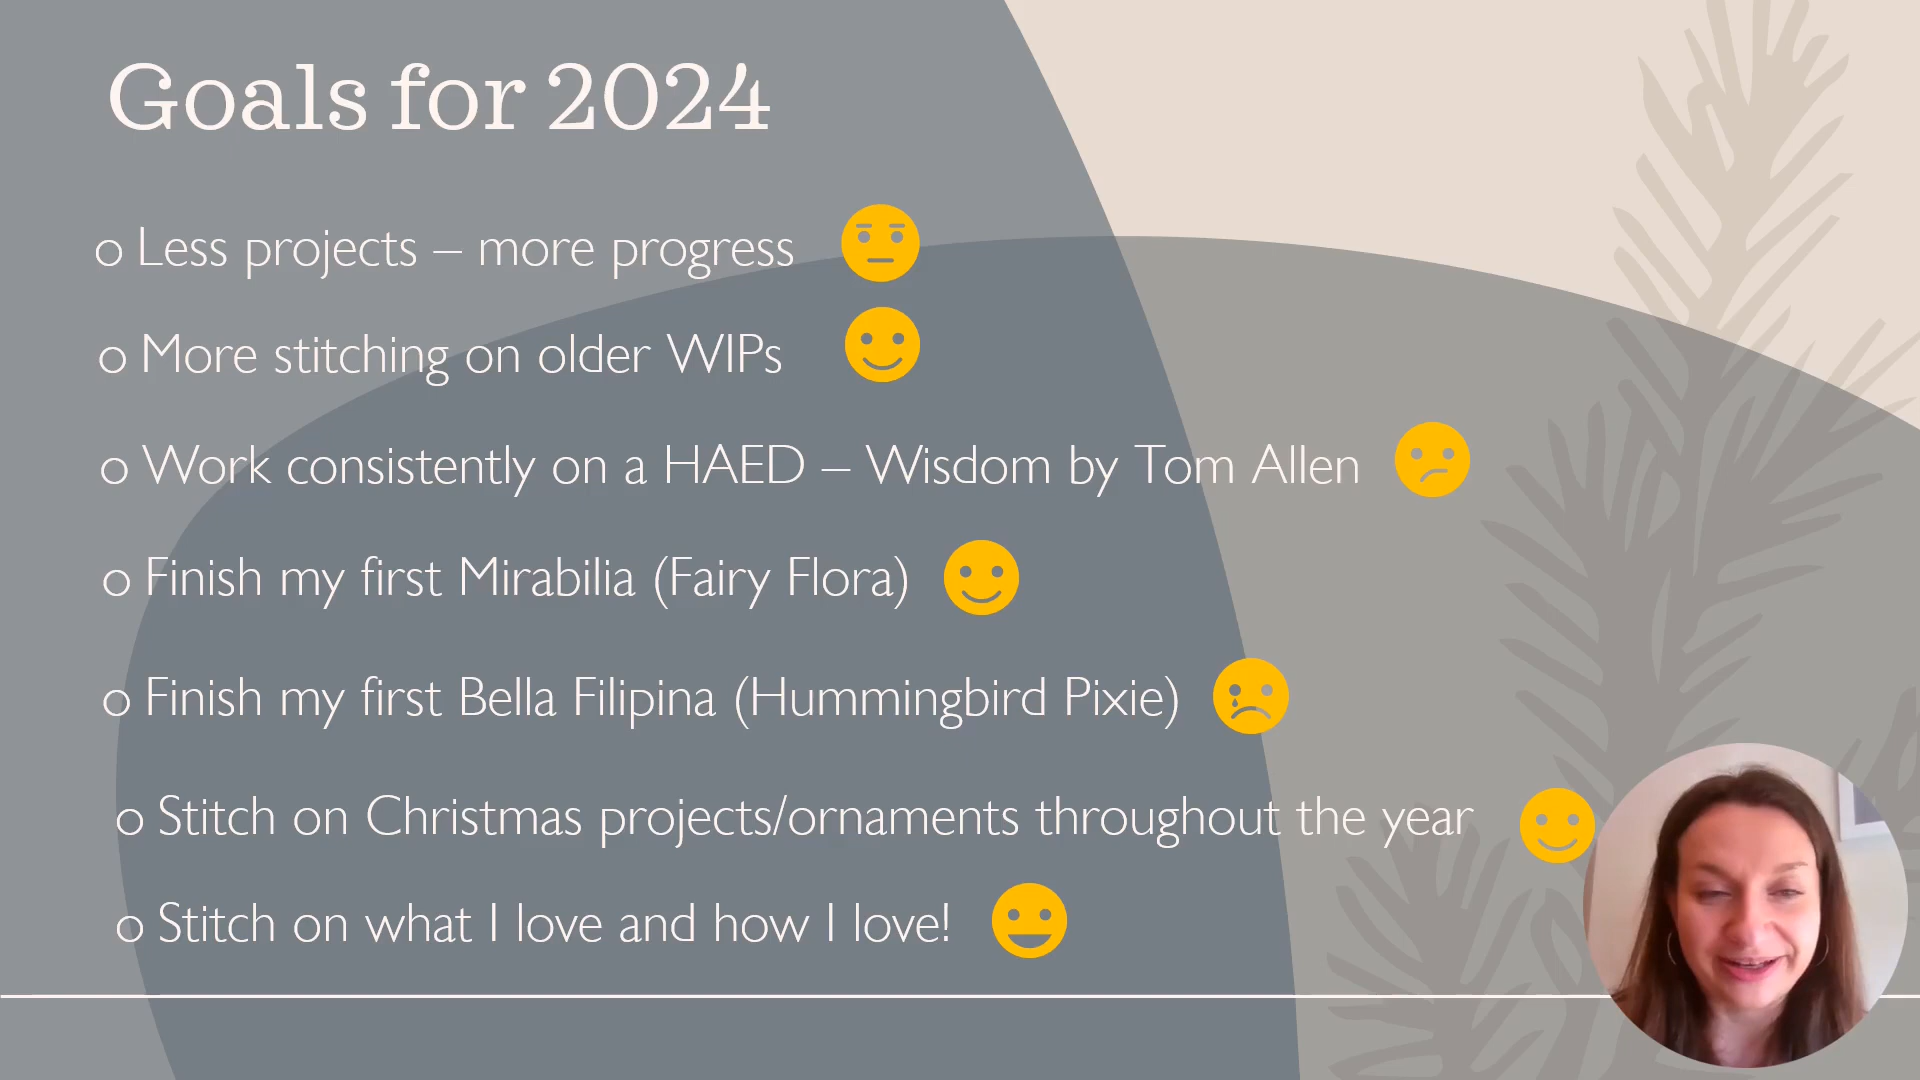 Goals for 2024
o Less projects – more progress
o More stitching on older WIPs
o Work consistently on a HAED – Wisdom by Tom Allen
o Finish my first Mirabilia (Fairy Flora)
o Finish my first Bella Filipina (Hummingbird Pixie)
o Stitch on Christmas projects/ornaments throughout the year
o Stitch on what I love and how I love!